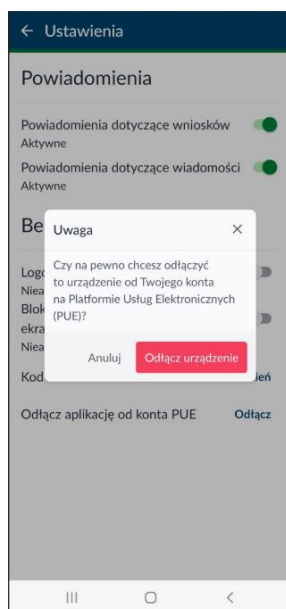 Ustawienia
Powiadomienia
Powiadomienia dotyczące wniosków
Aktywne
Powiadomienia dotyczące wiadomości
Aktywne
Uwaga
Czy na pewno chcesz odłączyć
to urządzenie od Twojego konta
na Platformie Usług Elektronicznych
(PUE)?
Anuluj Odłącz urządzenie
Kod
Odłącz aplikację od konta PUE Odłącz